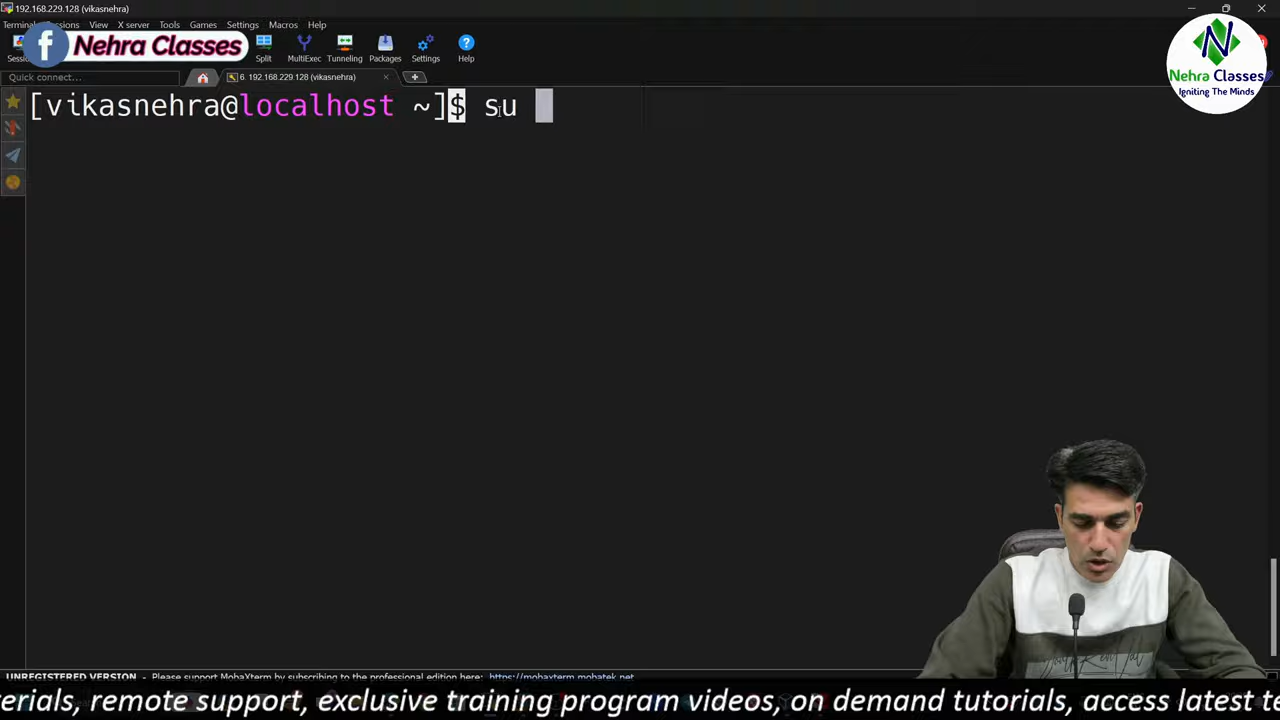 192.168.229.128 (vikasnehra)
Terminal Sessions View X server Tools Games Settings Macros Help
Nehra Classes
Split MultiExec Tunneling Packages Settings Help
Quick connect...
6. 192.168.229.128 (vikasnehra)
Nehra Classes
Igniting The Minds
[vikasnehra@localhost ~]$ su
UNREGISTERED VERSION - Please support MobaXterm by subscribing to the professional edition here: https://mobaxterm.mobatek.net
terials, remote support, exclusive training program videos, on demand tutorials, access latest te